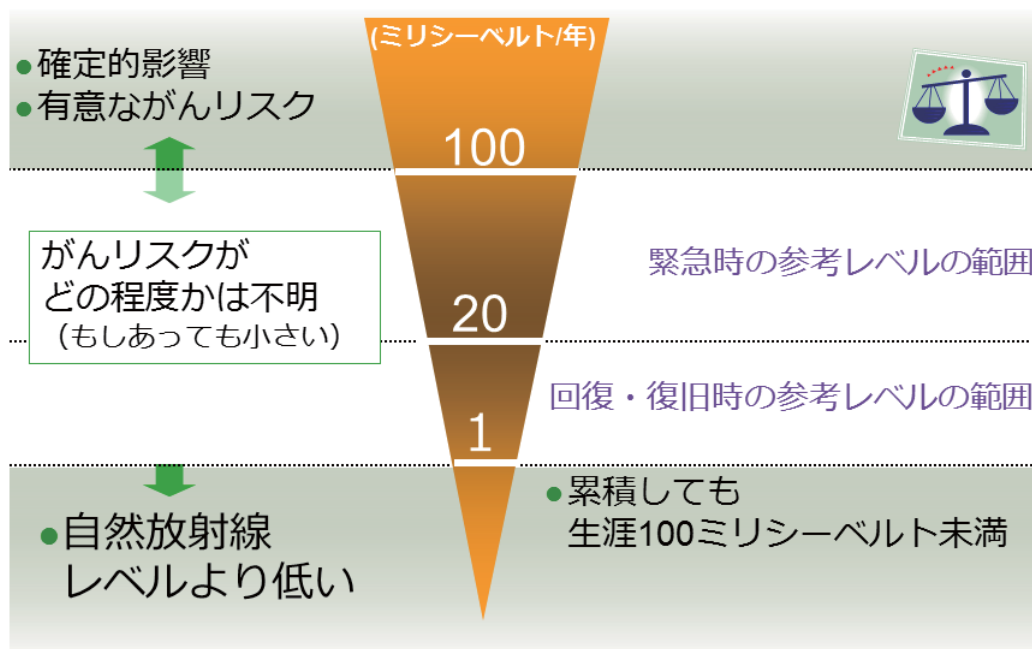 (ミリシーベルト/年)
●確定的影響
●有意ながんリスク
100
がんリスクが
どの程度かは不明
（もしあっても小さい）
緊急時の参考レベルの範囲
20
回復・復旧時の参考レベルの範囲
1
●自然放射線
レベルより低い
●累積しても
生涯100ミリシーベルト未満